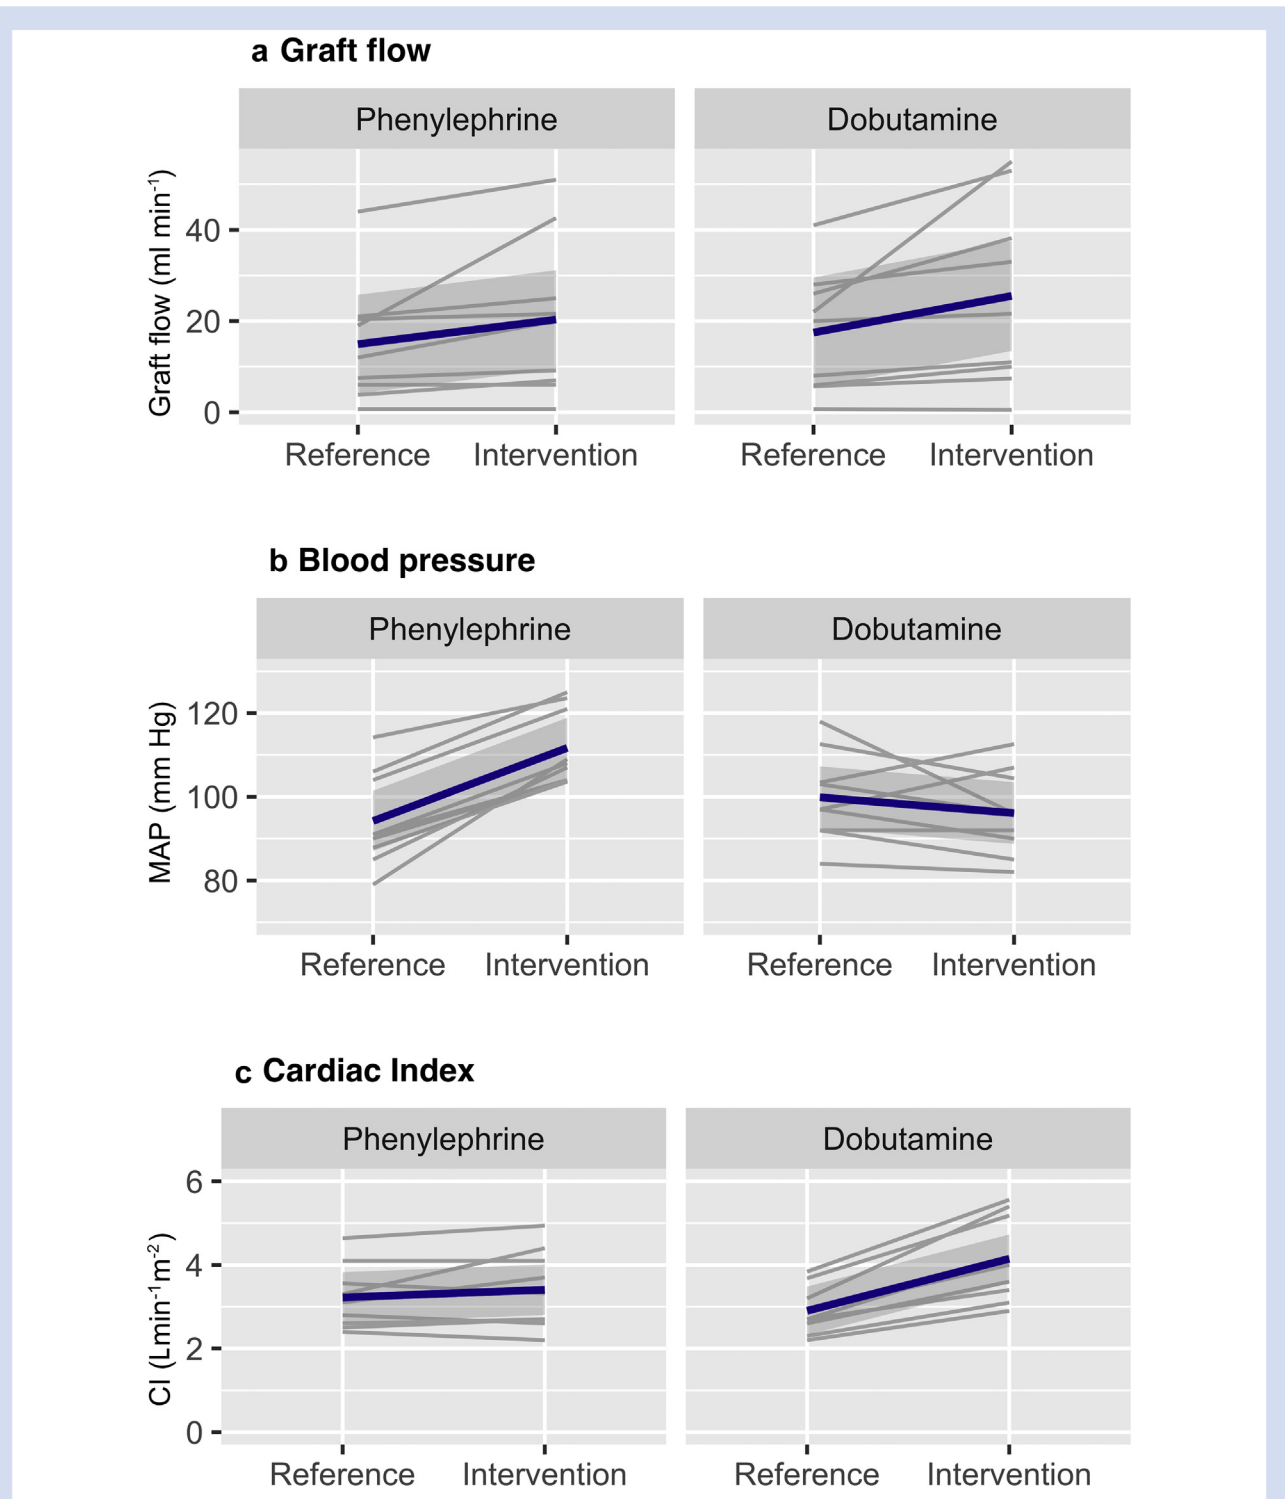 a Graft flow
Phenylephrine Dobutamine
Graft flow (ml min⁻¹)
40
20
0
Reference Intervention Reference Intervention
b Blood pressure
Phenylephrine Dobutamine
MAP (mm Hg)
120
100
80
Reference Intervention Reference Intervention
c Cardiac Index
Phenylephrine Dobutamine
CI (Lmin⁻¹m⁻²)
6
4
2
0
Reference Intervention Reference Intervention